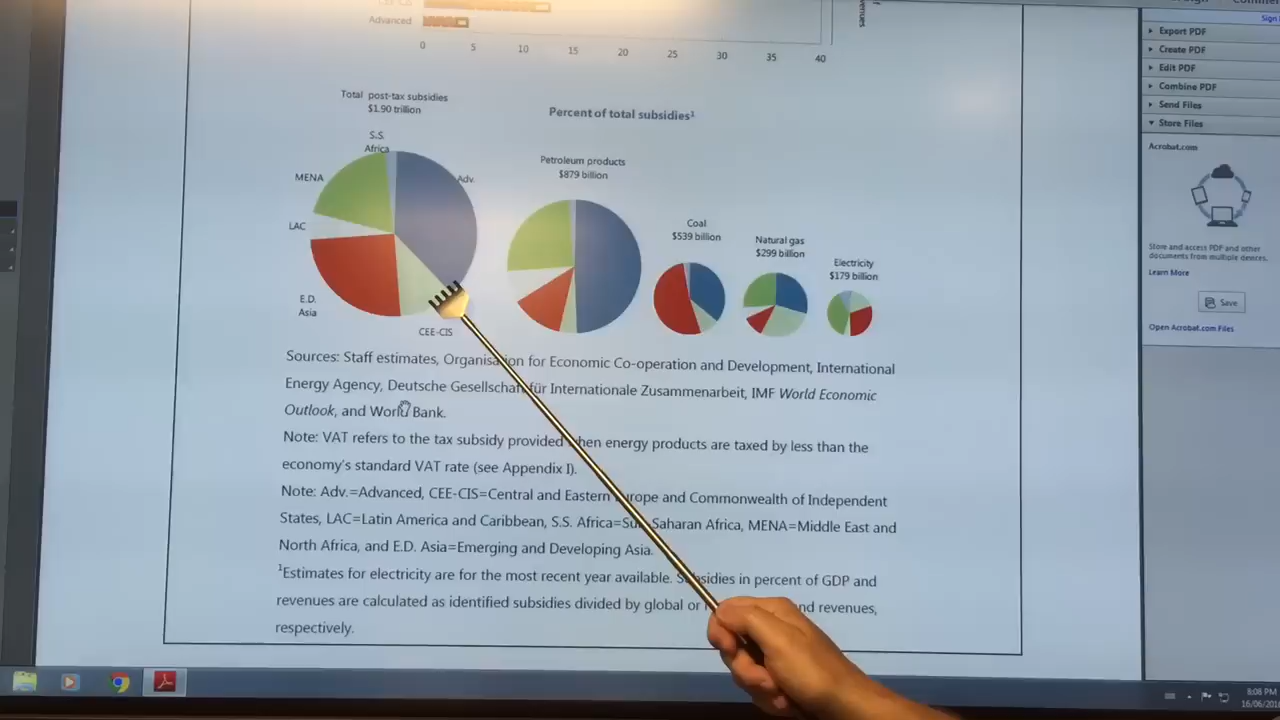 Advanced
0 5 10 15 20 25 30 35 40
Total post-tax subsidies
$1.90 trillion
Percent of total subsidies¹
S.S.
Africa
MENA
Adv.
LAC
E.D.
Asia
CEE-CIS
Petroleum products
$879 billion
Coal
$539 billion
Natural gas
$299 billion
Electricity
$179 billion
Sources: Staff estimates, Organisation for Economic Co-operation and Development, International
Energy Agency, Deutsche Gesellschaft für Internationale Zusammenarbeit, IMF World Economic
Outlook, and World Bank.
Note: VAT refers to the tax subsidy provided when energy products are taxed by less than the
economy's standard VAT rate (see Appendix I).
Note: Adv.=Advanced, CEE-CIS=Central and Eastern Europe and Commonwealth of Independent
States, LAC=Latin America and Caribbean, S.S. Africa=Sub-Saharan Africa, MENA=Middle East and
North Africa, and E.D. Asia=Emerging and Developing Asia.
¹Estimates for electricity are for the most recent year available. Subsidies in percent of GDP and
revenues are calculated as identified subsidies divided by global or nd revenues,
respectively.
Export PDF
Create PDF
Edit PDF
Combine PDF
Send Files
Store Files
Acrobat.com
Store and access PDF and other
documents from multiple devices.
Learn More
Save
Open Acrobat.com Files
8:08 PM